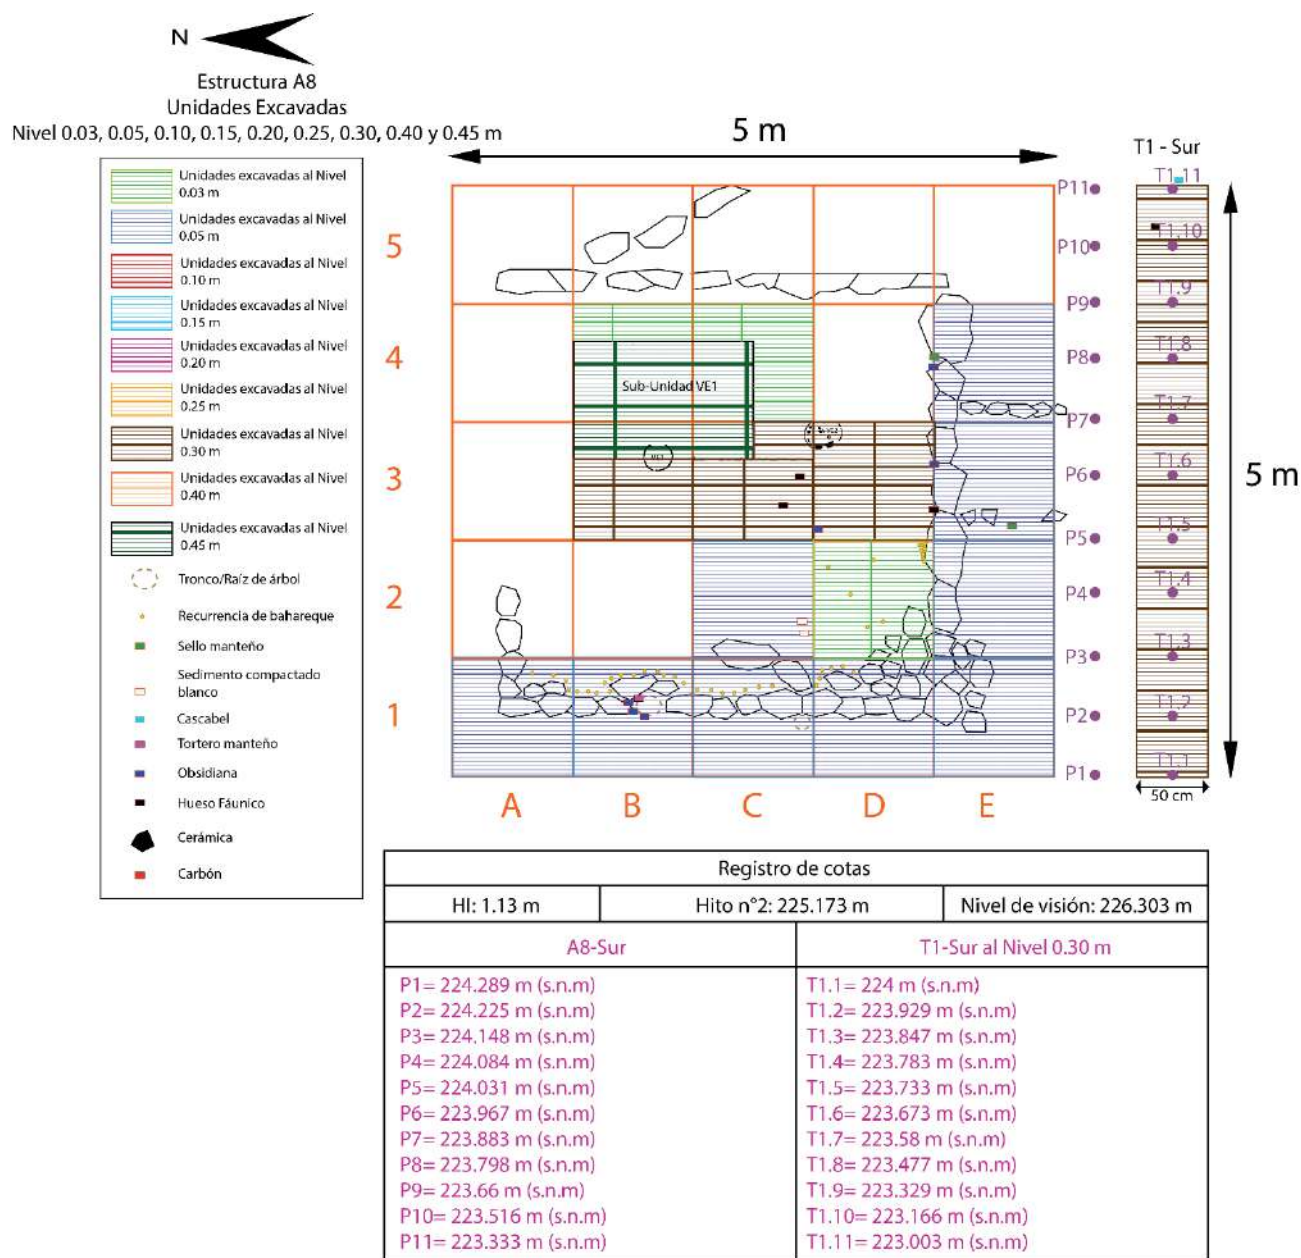 N
Estructura A8
Unidades Excavadas
Nivel 0.03, 0.05, 0.10, 0.15, 0.20, 0.25, 0.30, 0.40 y 0.45 m
Unidades excavadas al Nivel
0.03 m
Unidades excavadas al Nivel
0.05 m
Unidades excavadas al Nivel
0.10 m
Unidades excavadas al Nivel
0.15 m
Unidades excavadas al Nivel
0.20 m
Unidades excavadas al Nivel
0.25 m
Unidades excavadas al Nivel
0.30 m
Unidades excavadas al Nivel
0.40 m
Unidades excavadas al Nivel
0.45 m
Tronco/Raíz de árbol
Recurrencia de bahareque
Sello manteño
Sedimento compactado
blanco
Cascabel
Tortero manteño
Obsidiana
Hueso Fáunico
Cerámica
Carbón
5 m
5
4
3
2
1
Sub-Unidad VE1
VE1
A B C D E
P11
P10
P9
P8
P7
P6
P5
P4
P3
P2
P1
T1 - Sur
T1.11
T1.10
T1.9
T1.8
T1.7
T1.6
T1.5
T1.4
T1.3
T1.2
T1.1
50 cm
5 m
Registro de cotas
HI: 1.13 m Hito n°2: 225.173 m Nivel de visión: 226.303 m
A8-Sur T1-Sur al Nivel 0.30 m
P1= 224.289 m (s.n.m) T1.1= 224 m (s.n.m)
P2= 224.225 m (s.n.m) T1.2= 223.929 m (s.n.m)
P3= 224.148 m (s.n.m) T1.3= 223.847 m (s.n.m)
P4= 224.084 m (s.n.m) T1.4= 223.783 m (s.n.m)
P5= 224.031 m (s.n.m) T1.5= 223.733 m (s.n.m)
P6= 223.967 m (s.n.m) T1.6= 223.673 m (s.n.m)
P7= 223.883 m (s.n.m) T1.7= 223.58 m (s.n.m)
P8= 223.798 m (s.n.m) T1.8= 223.477 m (s.n.m)
P9= 223.66 m (s.n.m) T1.9= 223.329 m (s.n.m)
P10= 223.516 m (s.n.m) T1.10= 223.166 m (s.n.m)
P11= 223.333 m (s.n.m) T1.11= 223.003 m (s.n.m)